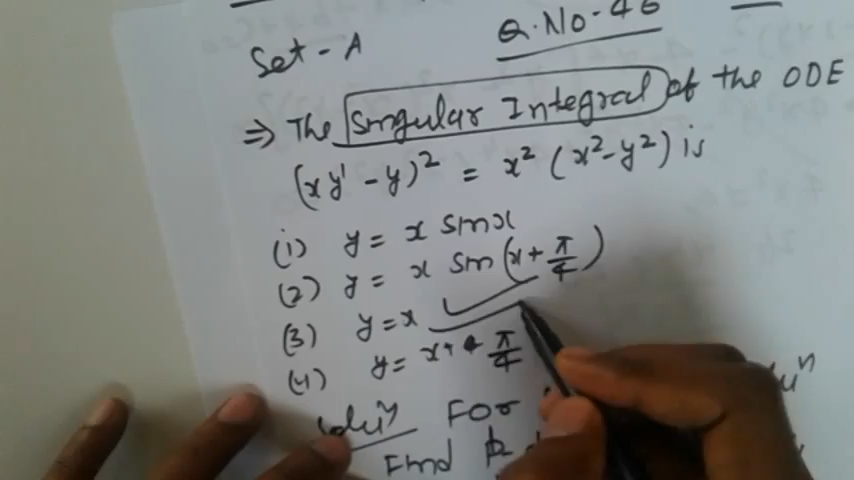 Set - A
Q.No-46
⇒ The Singular Integral of the ODE
(xy' - y)² = x² (x² - y²) is
(1) y = x sinx
(2) y = x sin(x + π/4)
(3) y = x
(4) y = x + π/4
Soluⁿ For
Find p